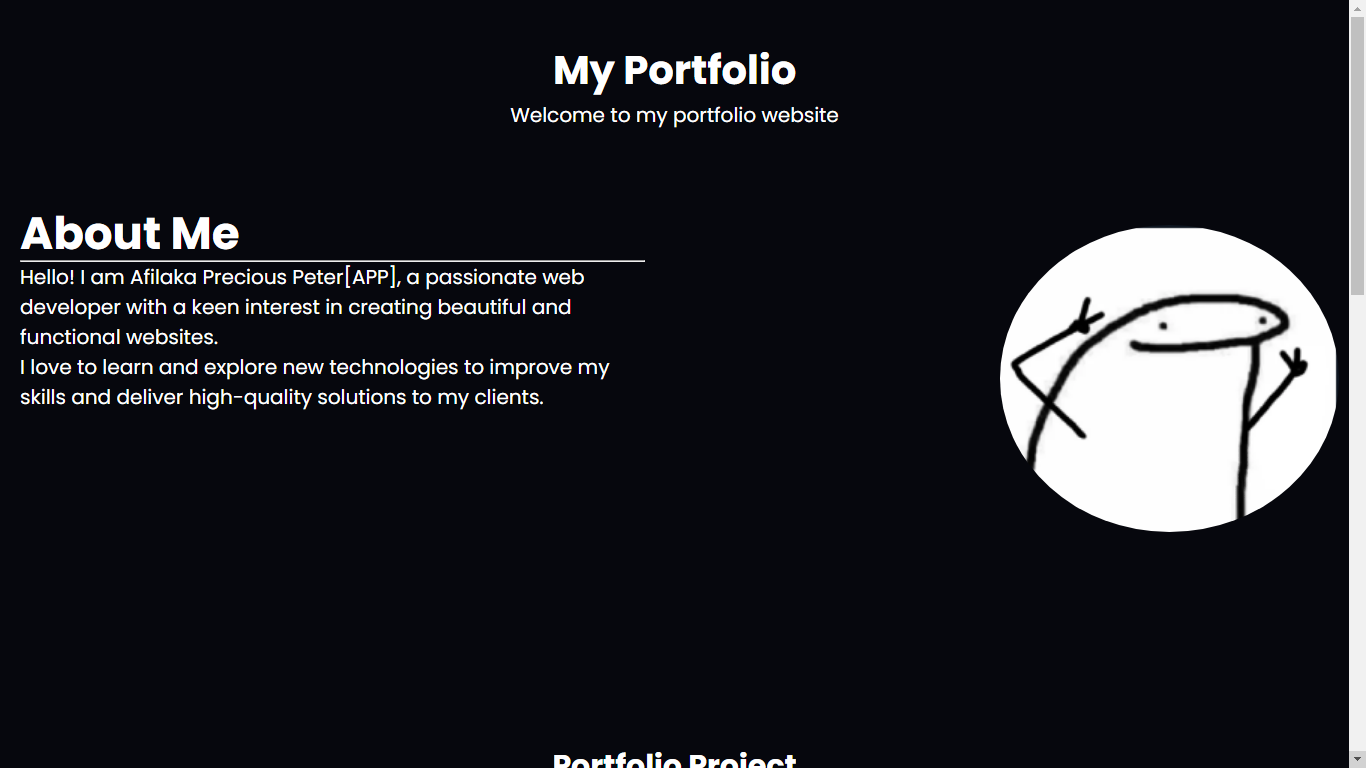 My Portfolio
Welcome to my portfolio website
About Me
Hello! I am Afilaka Precious Peter[APP], a passionate web
developer with a keen interest in creating beautiful and
functional websites.
I love to learn and explore new technologies to improve my
skills and deliver high-quality solutions to my clients.
Portfolio Project